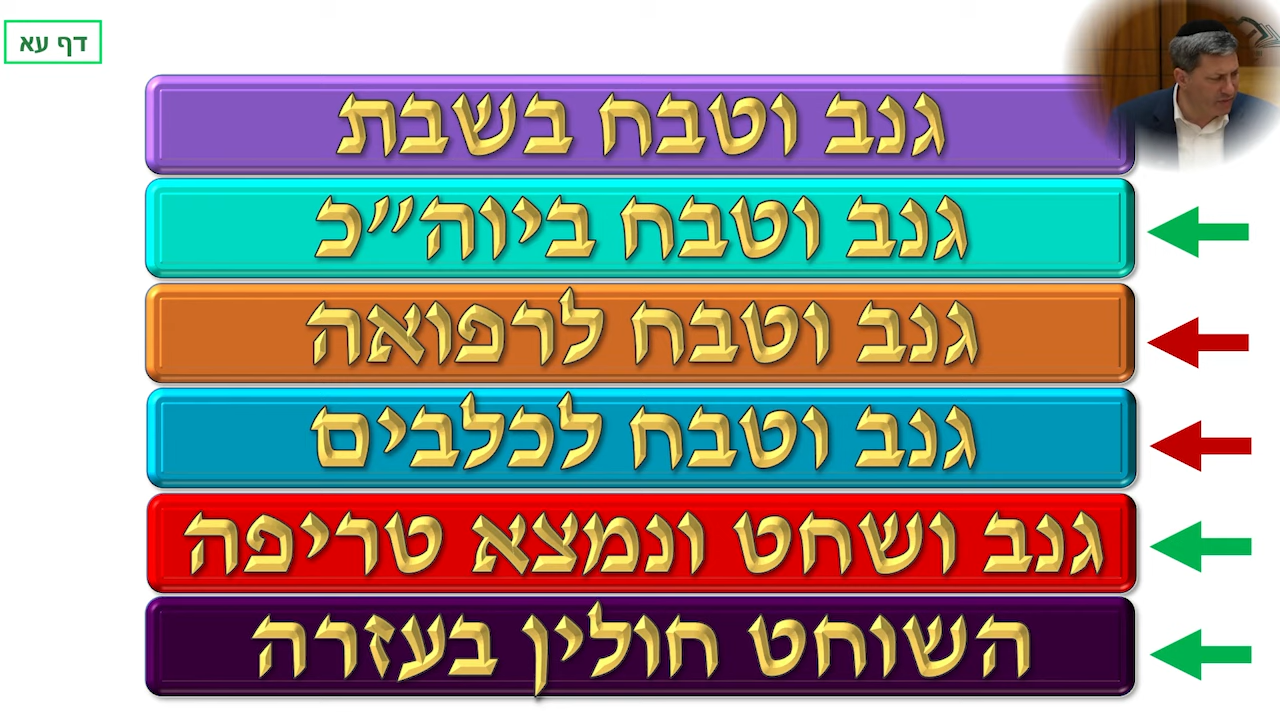 דף עא
גנב וטבח בשבת
גנב וטבח ביוה״כ
גנב וטבח לרפואה
גנב וטבח לכלבים
גנב ושחט ונמצא טריפה
השוחט חולין בעזרה